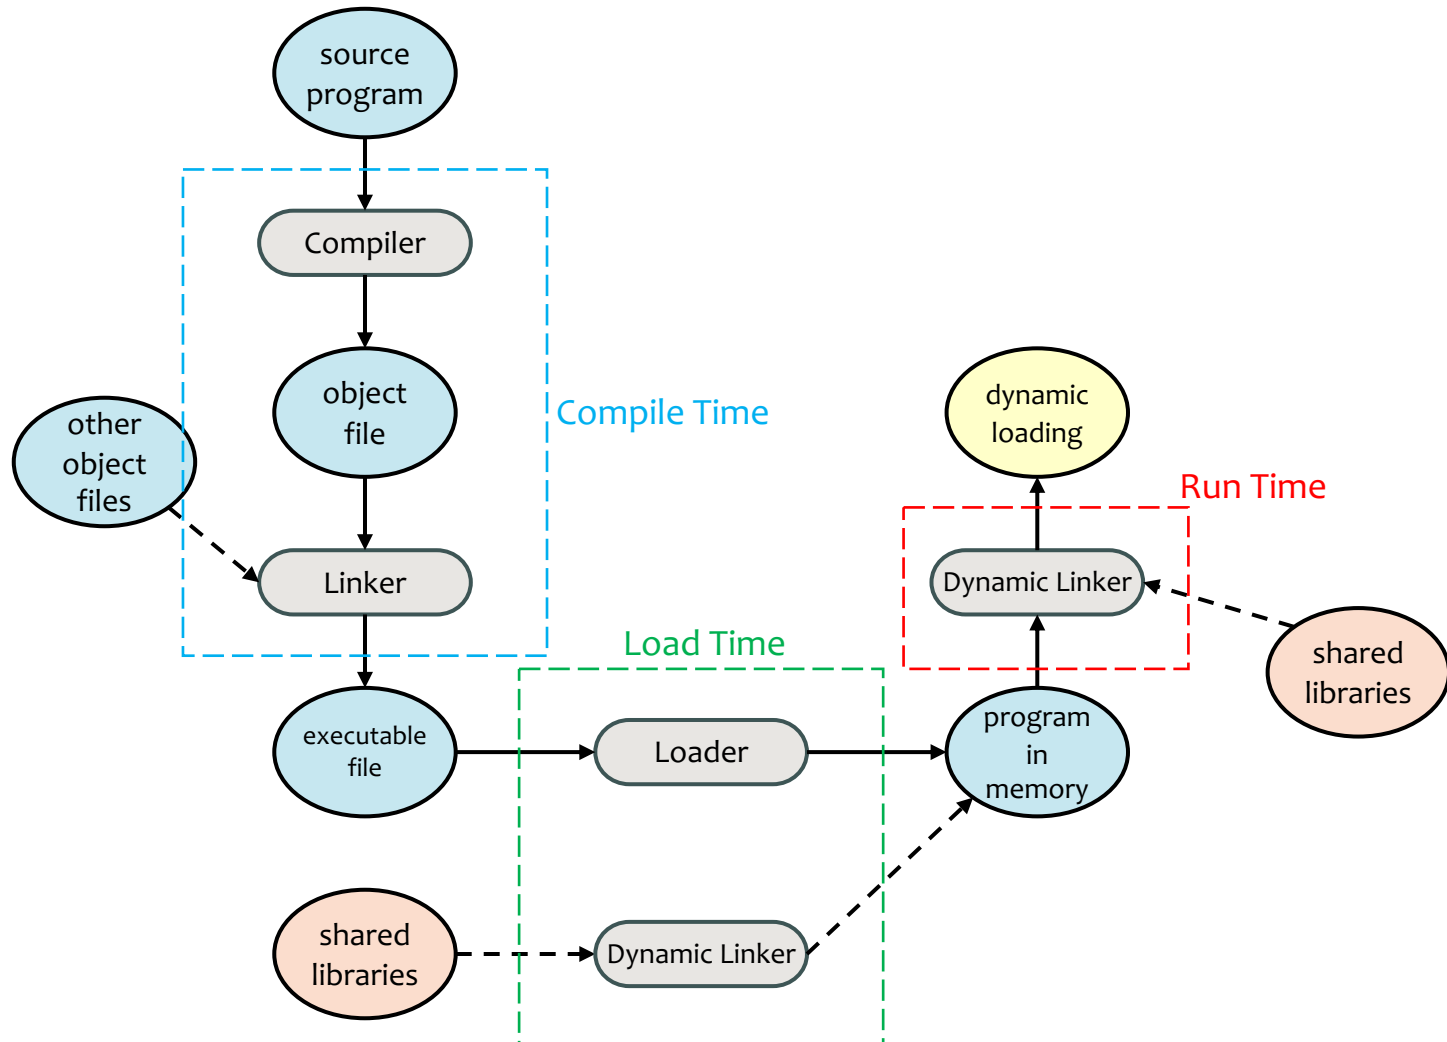 source
program
Compiler
object
file
Compile Time
other
object
files
Linker
executable
file
Load Time
Loader
shared
libraries
Dynamic Linker
program
in
memory
Run Time
Dynamic Linker
dynamic
loading
shared
libraries